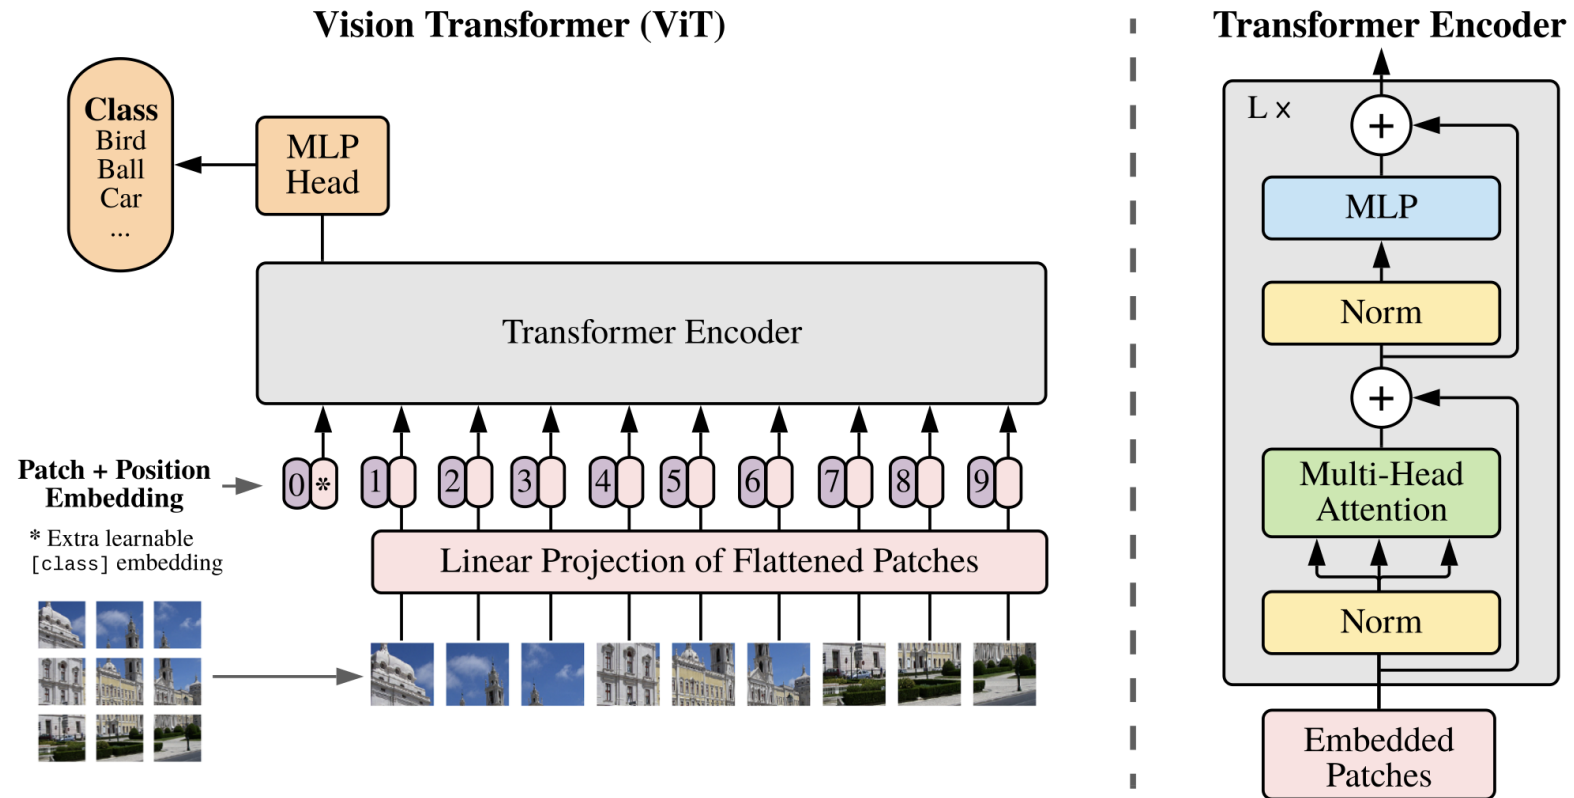 Vision Transformer (ViT)
Class
Bird
Ball
Car
...
MLP
Head
Transformer Encoder
Patch + Position
Embedding
0 * 1 2 3 4 5 6 7 8 9
* Extra learnable
[class] embedding
Linear Projection of Flattened Patches
Transformer Encoder
L x
+
MLP
Norm
+
Multi-Head
Attention
Norm
Embedded
Patches